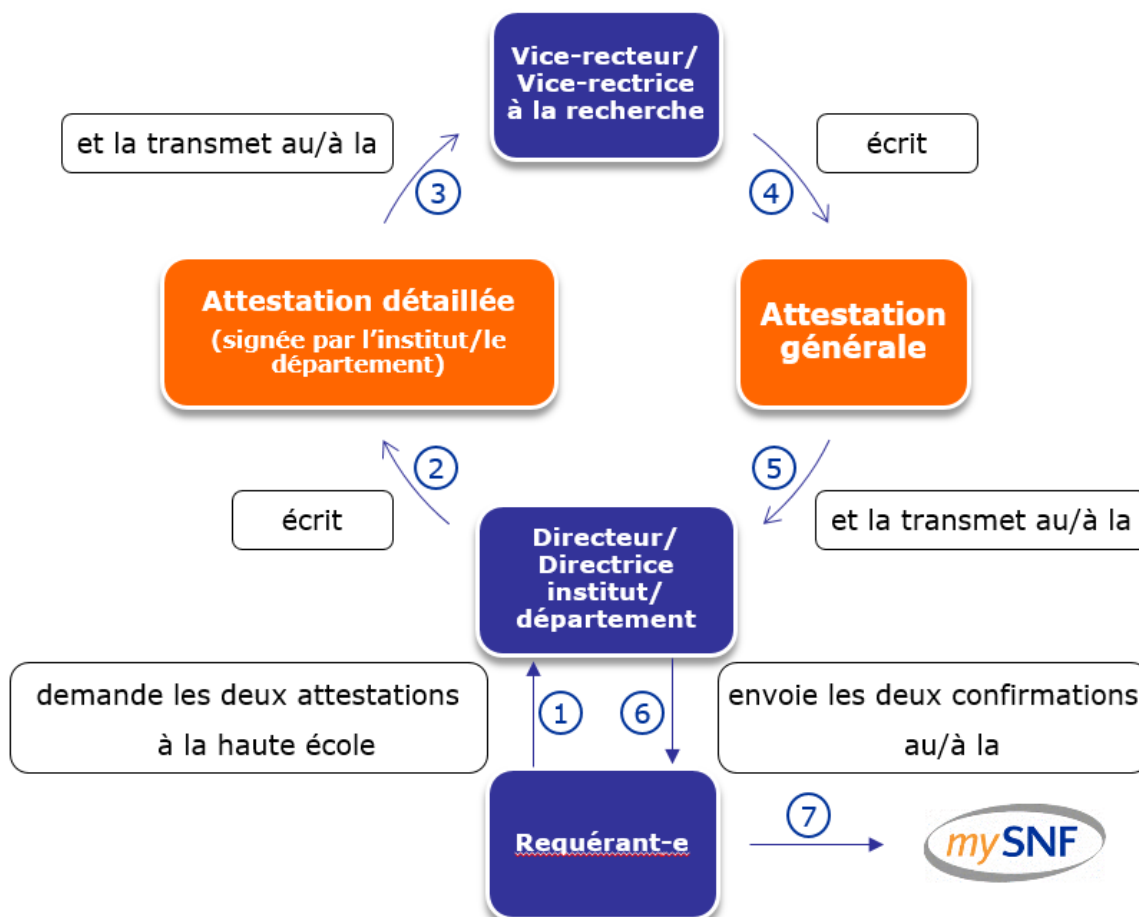 Vice-recteur/
Vice-rectrice
à la recherche
et la transmet au/à la
écrit
3
4
Attestation détaillée
(signée par l'institut/le
département)
Attestation
générale
2
5
écrit
et la transmet au/à la
Directeur/
Directrice
institut/
département
demande les deux attestations
à la haute école
1
6
envoie les deux confirmations
au/à la
Requérant-e
7
mySNF